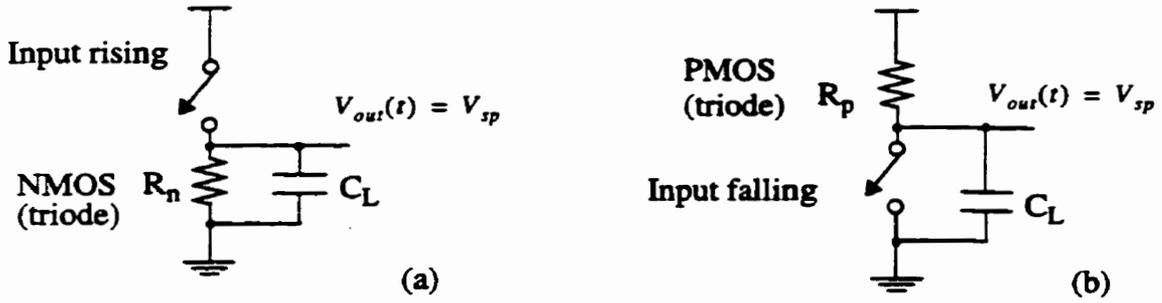 Input rising
V_out(t) = V_sp
NMOS
(triode)
R_n
C_L
(a)
PMOS
(triode)
R_p
V_out(t) = V_sp
Input falling
C_L
(b)